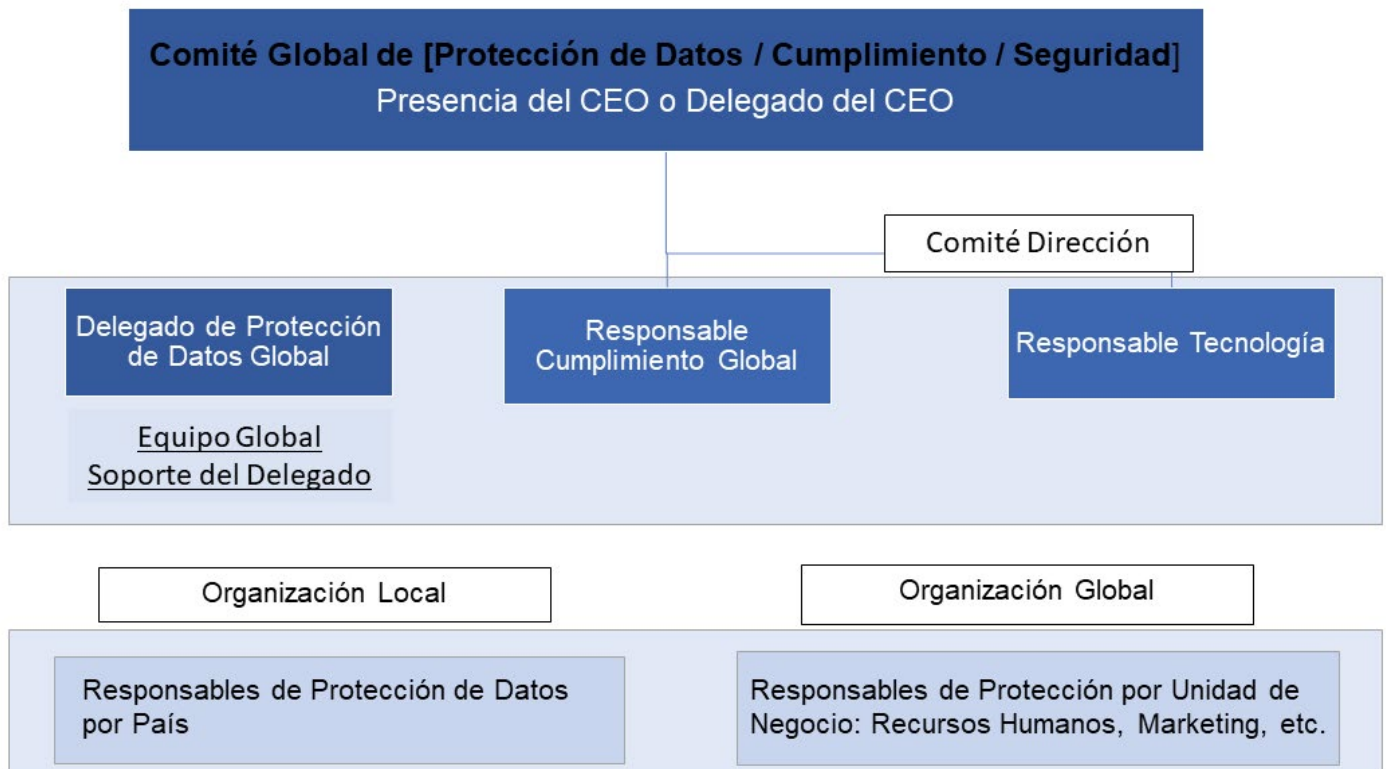 Comité Global de [Protección de Datos / Cumplimiento / Seguridad]
Presencia del CEO o Delegado del CEO
Comité Dirección
Delegado de Protección
de Datos Global
Responsable
Cumplimiento Global
Responsable Tecnología
Equipo Global
Soporte del Delegado
Organización Local
Organización Global
Responsables de Protección de Datos
por País
Responsables de Protección por Unidad de
Negocio: Recursos Humanos, Marketing, etc.